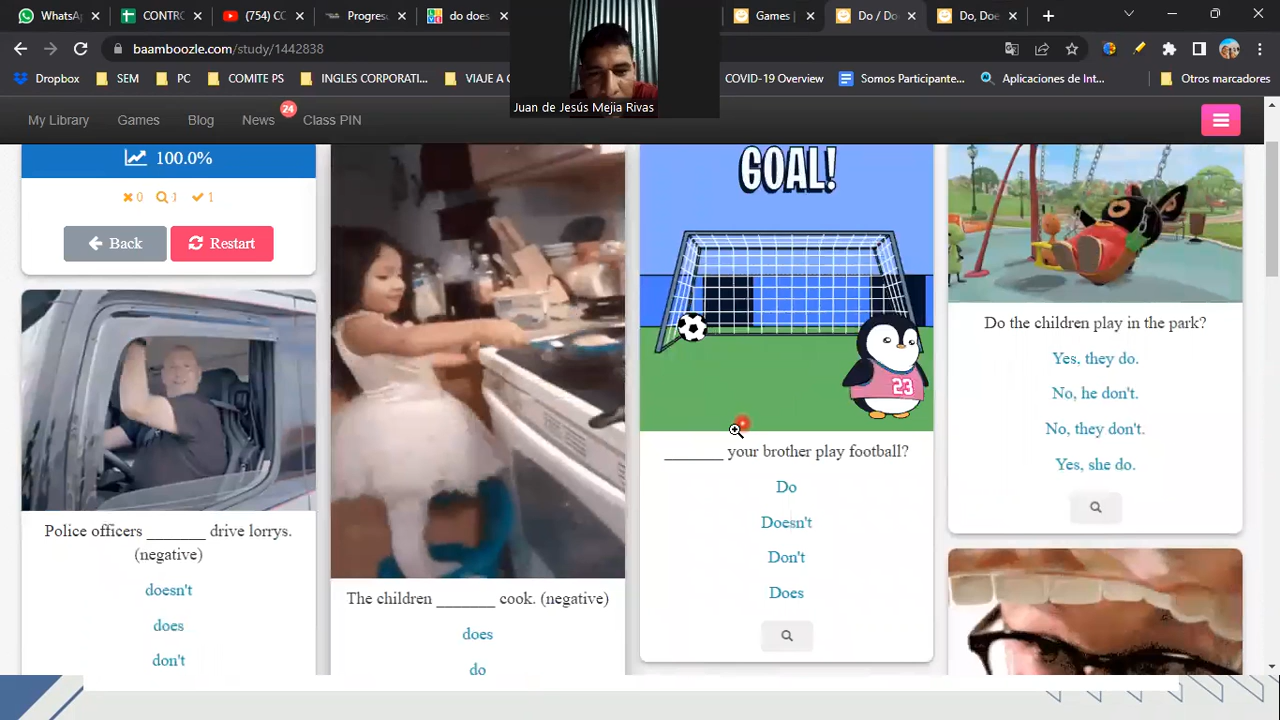 WhatsA
CONTRO
(754) CC
Progres
do does
Games |
Do / Do
Do, Doe
baamboozle.com/study/1442838
Dropbox
SEM
PC
COMITE PS
INGLES CORPORATI...
VIAJE A C
COVID-19 Overview
Somos Participante...
Aplicaciones de Int...
Otros marcadores
Juan de Jesús Mejia Rivas
My Library
Games
Blog
News
24
Class PIN
100.0%
0
1
1
Back
Restart
Police officers _______ drive lorrys.
(negative)
doesn't
does
don't
The children _______ cook. (negative)
does
do
GOAL!
23
_______ your brother play football?
Do
Doesn't
Don't
Does
Do the children play in the park?
Yes, they do.
No, he don't.
No, they don't.
Yes, she do.